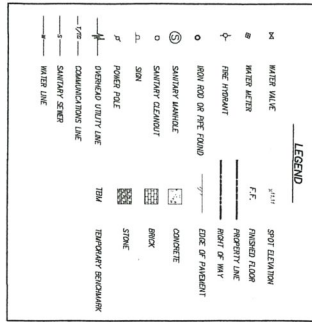 LEGEND
WATER VALVE
WATER METER
FIRE HYDRANT
IRON ROD OR PIPE FOUND
SANITARY MANHOLE
SANITARY CLEANOUT
SIGN
POWER POLE
OVERHEAD UTILITY LINE
COMMUNICATIONS LINE
SANITARY SEWER
WATER LINE
SPOT ELEVATION
F.F. FINISHED FLOOR
PROPERTY LINE
RIGHT OF WAY
EDGE OF PAVEMENT
CONCRETE
BRICK
STONE
TBM TEMPORARY BENCHMARK